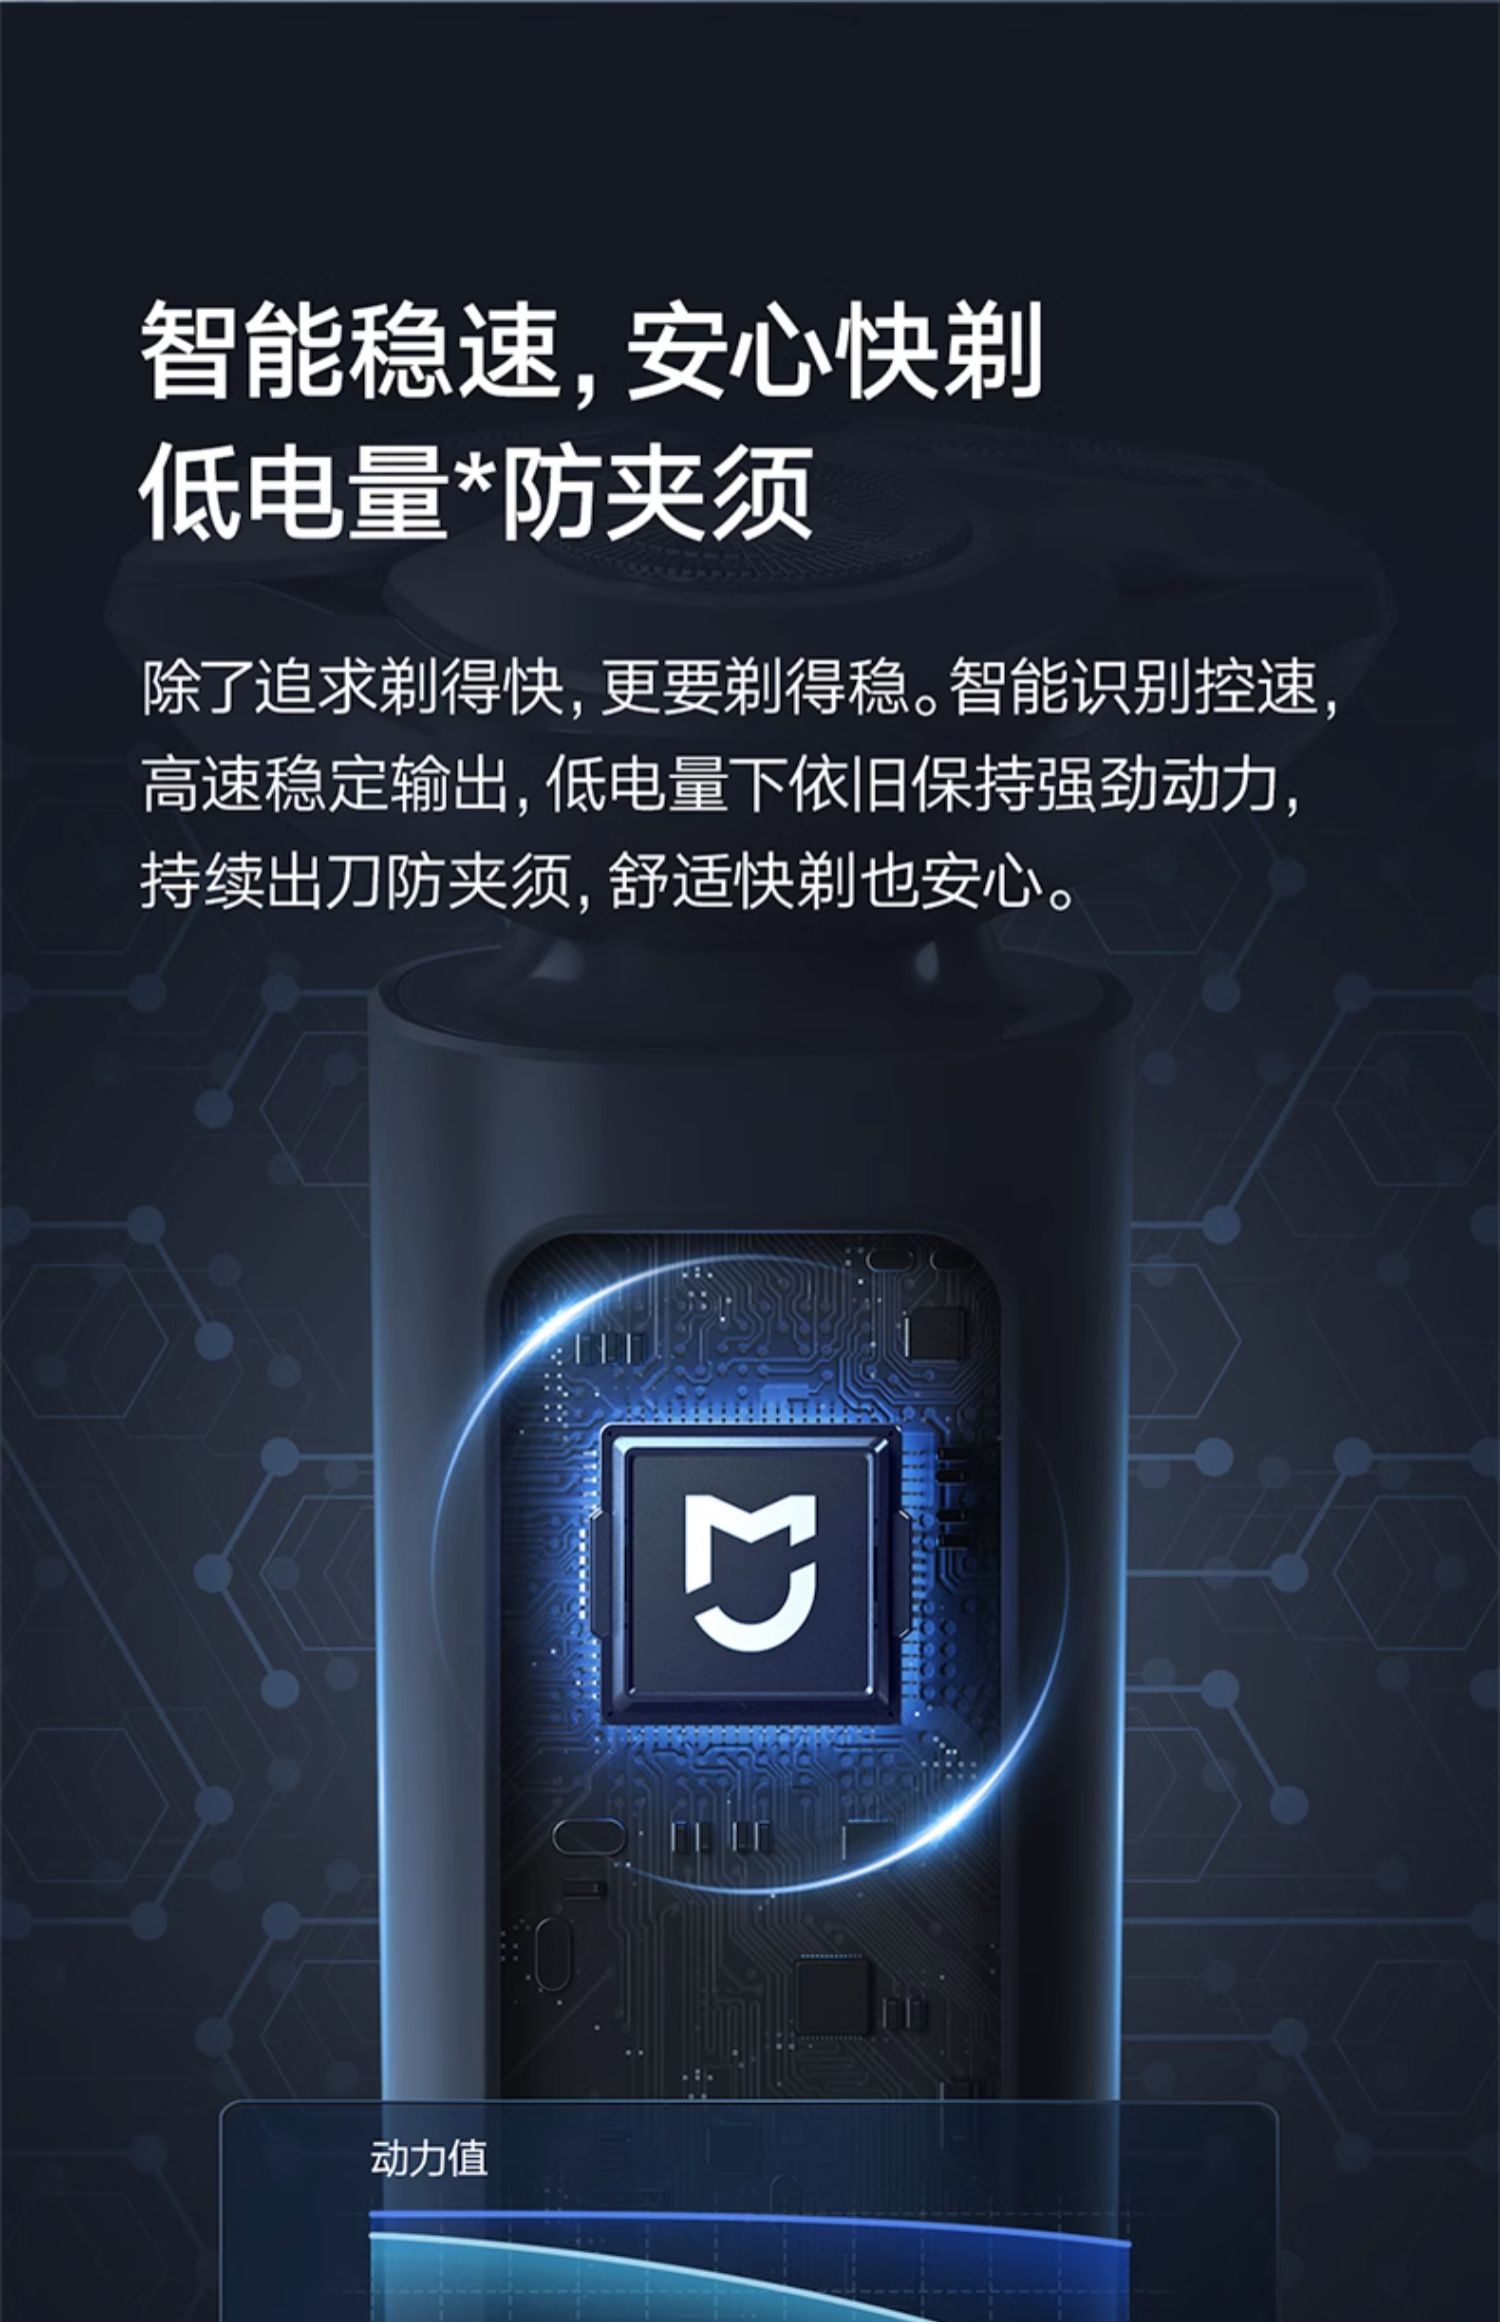 智能稳速，安心快剃
低电量*防夹须
除了追求剃得快，更要剃得稳。智能识别控速，
高速稳定输出，低电量下依旧保持强劲动力，
持续出刀防夹须，舒适快剃也安心。
动力值